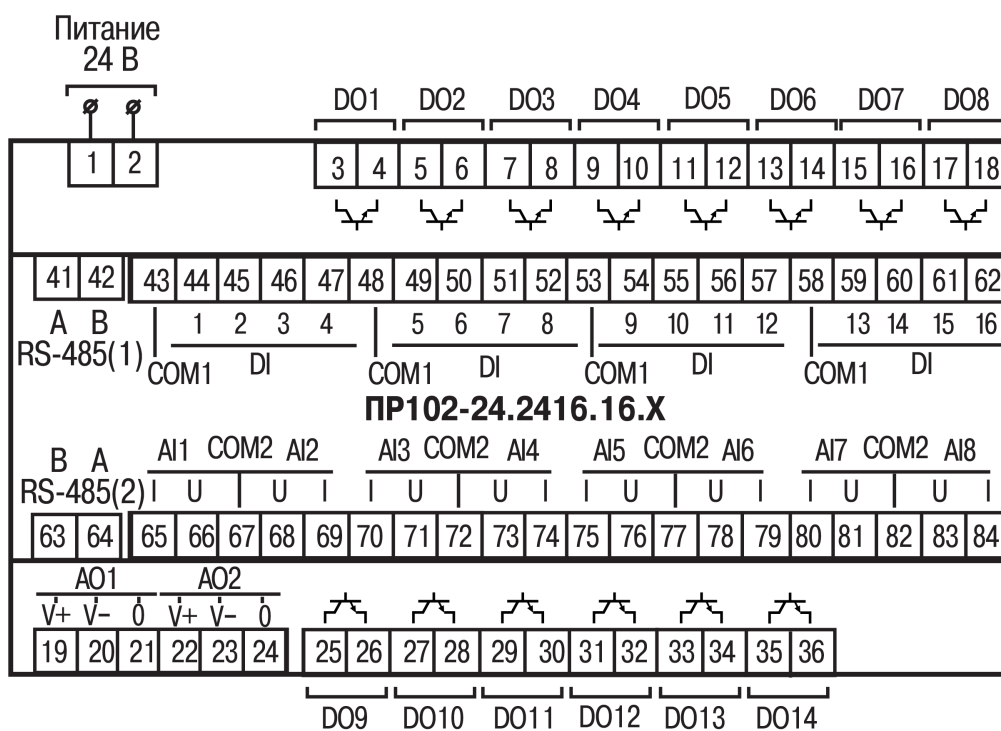 Питание
24 В
DO1 DO2 DO3 DO4 DO5 DO6 DO7 DO8
1 2 3 4 5 6 7 8 9 10 11 12 13 14 15 16 17 18
41 42 43 44 45 46 47 48 49 50 51 52 53 54 55 56 57 58 59 60 61 62
A B 1 2 3 4 5 6 7 8 9 10 11 12 13 14 15 16
RS-485(1) COM1 DI COM1 DI COM1 DI COM1 DI
ПР102-24.2416.16.Х
B A AI1 COM2 AI2 AI3 COM2 AI4 AI5 COM2 AI6 AI7 COM2 AI8
RS-485(2) I U U I I U U I I U U I I U U I
63 64 65 66 67 68 69 70 71 72 73 74 75 76 77 78 79 80 81 82 83 84
AO1 AO2
V+ V− 0 V+ V− 0
19 20 21 22 23 24 25 26 27 28 29 30 31 32 33 34 35 36
DO9 DO10 DO11 DO12 DO13 DO14